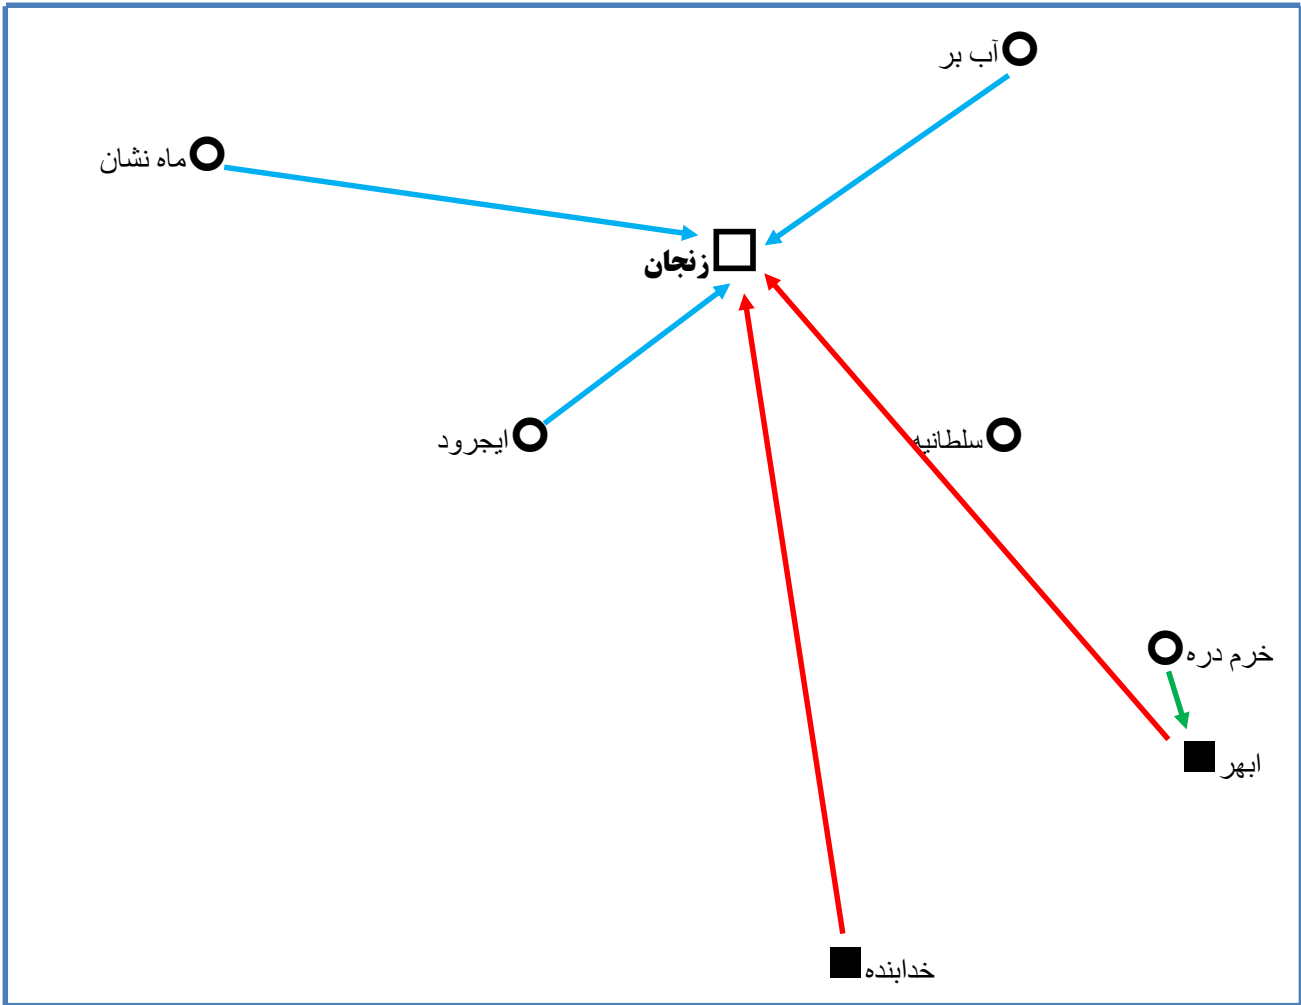 آب بر
ماه نشان
زنجان
ایجرود
سلطانیه
خرم دره
ابهر
خدابنده